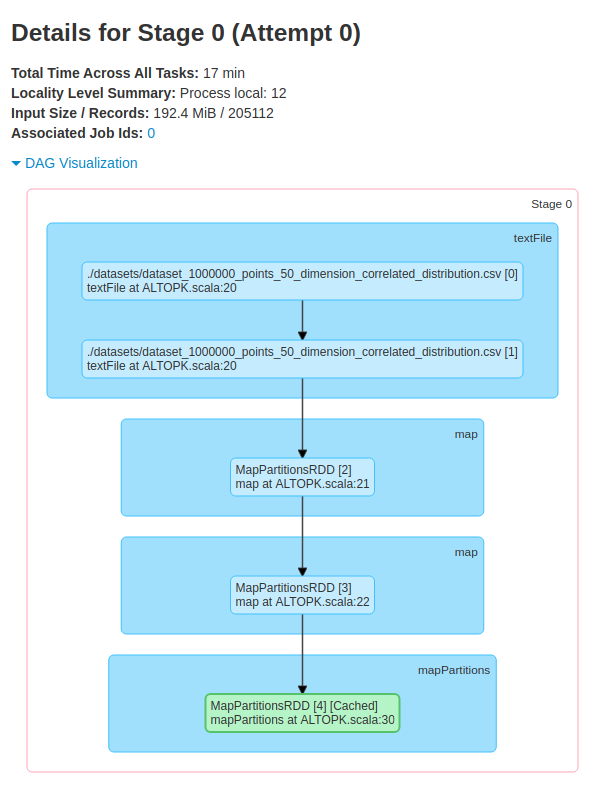 Details for Stage 0 (Attempt 0)
Total Time Across All Tasks: 17 min
Locality Level Summary: Process local: 12
Input Size / Records: 192.4 MiB / 205112
Associated Job Ids: 0
DAG Visualization
Stage 0
textFile
./datasets/dataset_1000000_points_50_dimension_correlated_distribution.csv [0]
textFile at ALTOPK.scala:20
./datasets/dataset_1000000_points_50_dimension_correlated_distribution.csv [1]
textFile at ALTOPK.scala:20
map
MapPartitionsRDD [2]
map at ALTOPK.scala:21
map
MapPartitionsRDD [3]
map at ALTOPK.scala:22
mapPartitions
MapPartitionsRDD [4] [Cached]
mapPartitions at ALTOPK.scala:30